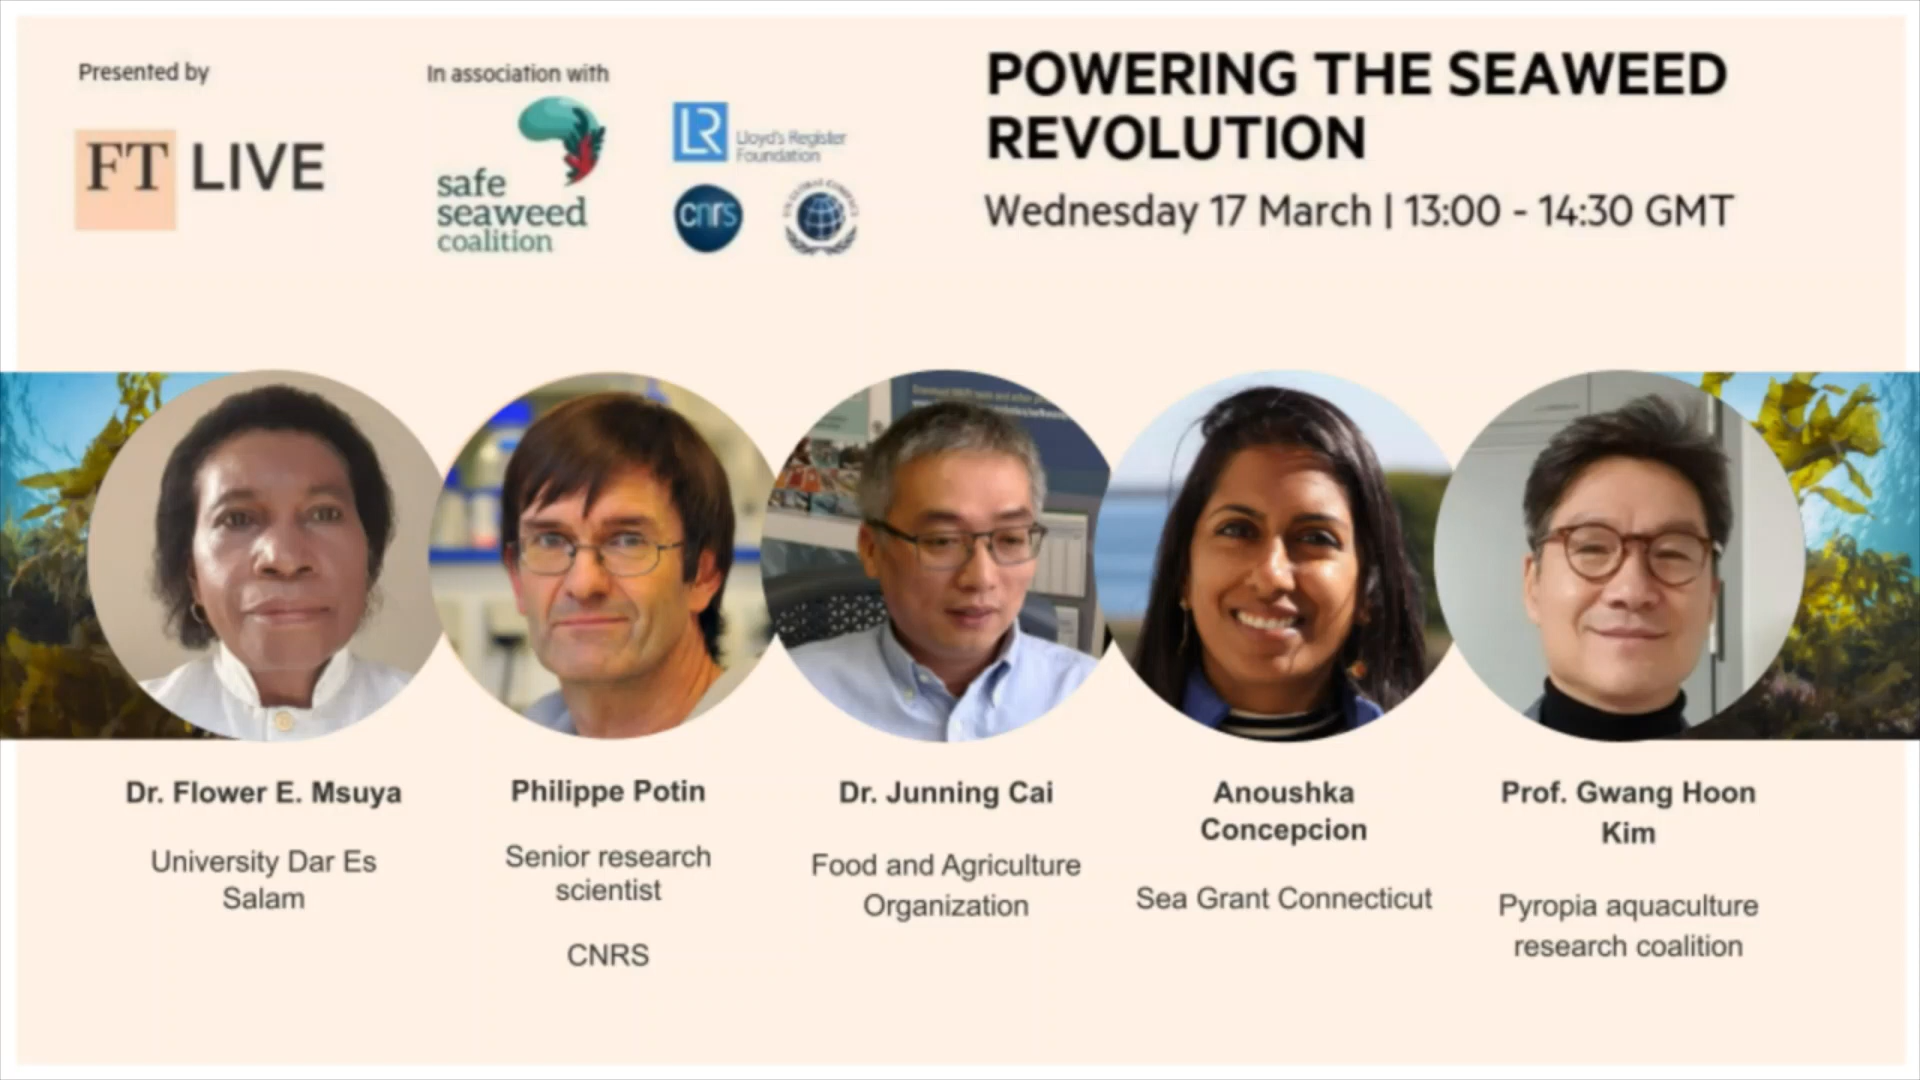 Presented by
FT LIVE
In association with
safe
seaweed
coalition
LR
Lloyd's Register
Foundation
cnrs
POWERING THE SEAWEED
REVOLUTION
Wednesday 17 March | 13:00 - 14:30 GMT
Dr. Flower E. Msuya
University Dar Es
Salam
Philippe Potin
Senior research
scientist
CNRS
Dr. Junning Cai
Food and Agriculture
Organization
Anoushka
Concepcion
Sea Grant Connecticut
Prof. Gwang Hoon
Kim
Pyropia aquaculture
research coalition